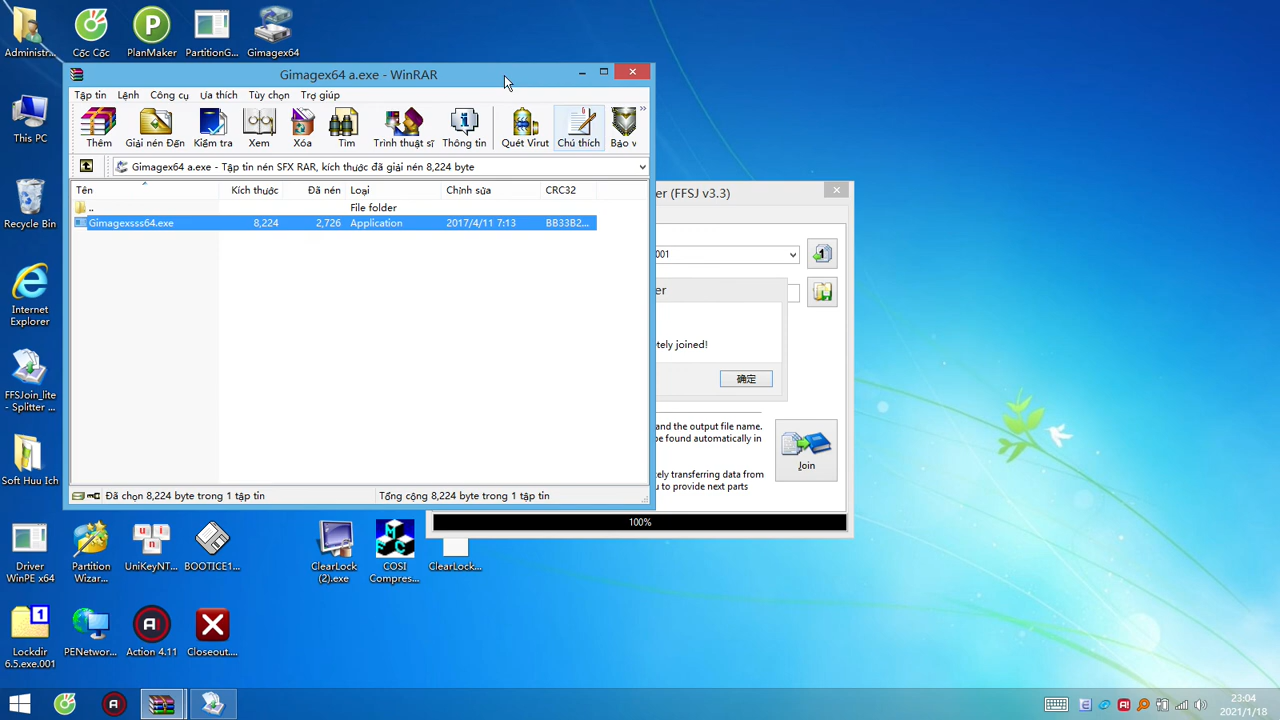 Administr...
Cốc Cốc
PlanMaker
PartitionG...
Gimagex64
This PC
Recycle Bin
Internet
Explorer
FFSJoin_lite
- Splitter ...
Soft Huu Ich
Driver
WinPE x64
Partition
Wizar...
UniKeyNT...
BOOTICE1...
ClearLock
(2).exe
COSI
Compres...
ClearLock...
Lockdir
6.5.exe.001
PENetwor...
Action 4.11
Closeout....
Gimagex64 a.exe - WinRAR
Tập tin Lệnh Công cụ Ưa thích Tùy chọn Trợ giúp
Thêm Giải nén Đến Kiểm tra Xem Xóa Tìm Trình thuật sĩ Thông tin Quét Virut Chú thích Bảo v
Gimagex64 a.exe - Tập tin nén SFX RAR, kích thước đã giải nén 8,224 byte
Tên Kích thước Đã nén Loại Chỉnh sửa CRC32
.. File folder
Gimagexsss64.exe 8,224 2,726 Application 2017/4/11 7:13 BB33B2...
Đã chọn 8,224 byte trong 1 tập tin Tổng cộng 8,224 byte trong 1 tập tin
er (FFSJ v3.3)
001
er
tely joined!
确定
and the output file name.
be found automatically in
ely transferring data from
u to provide next parts
Join
100%
23:04
2021/1/18